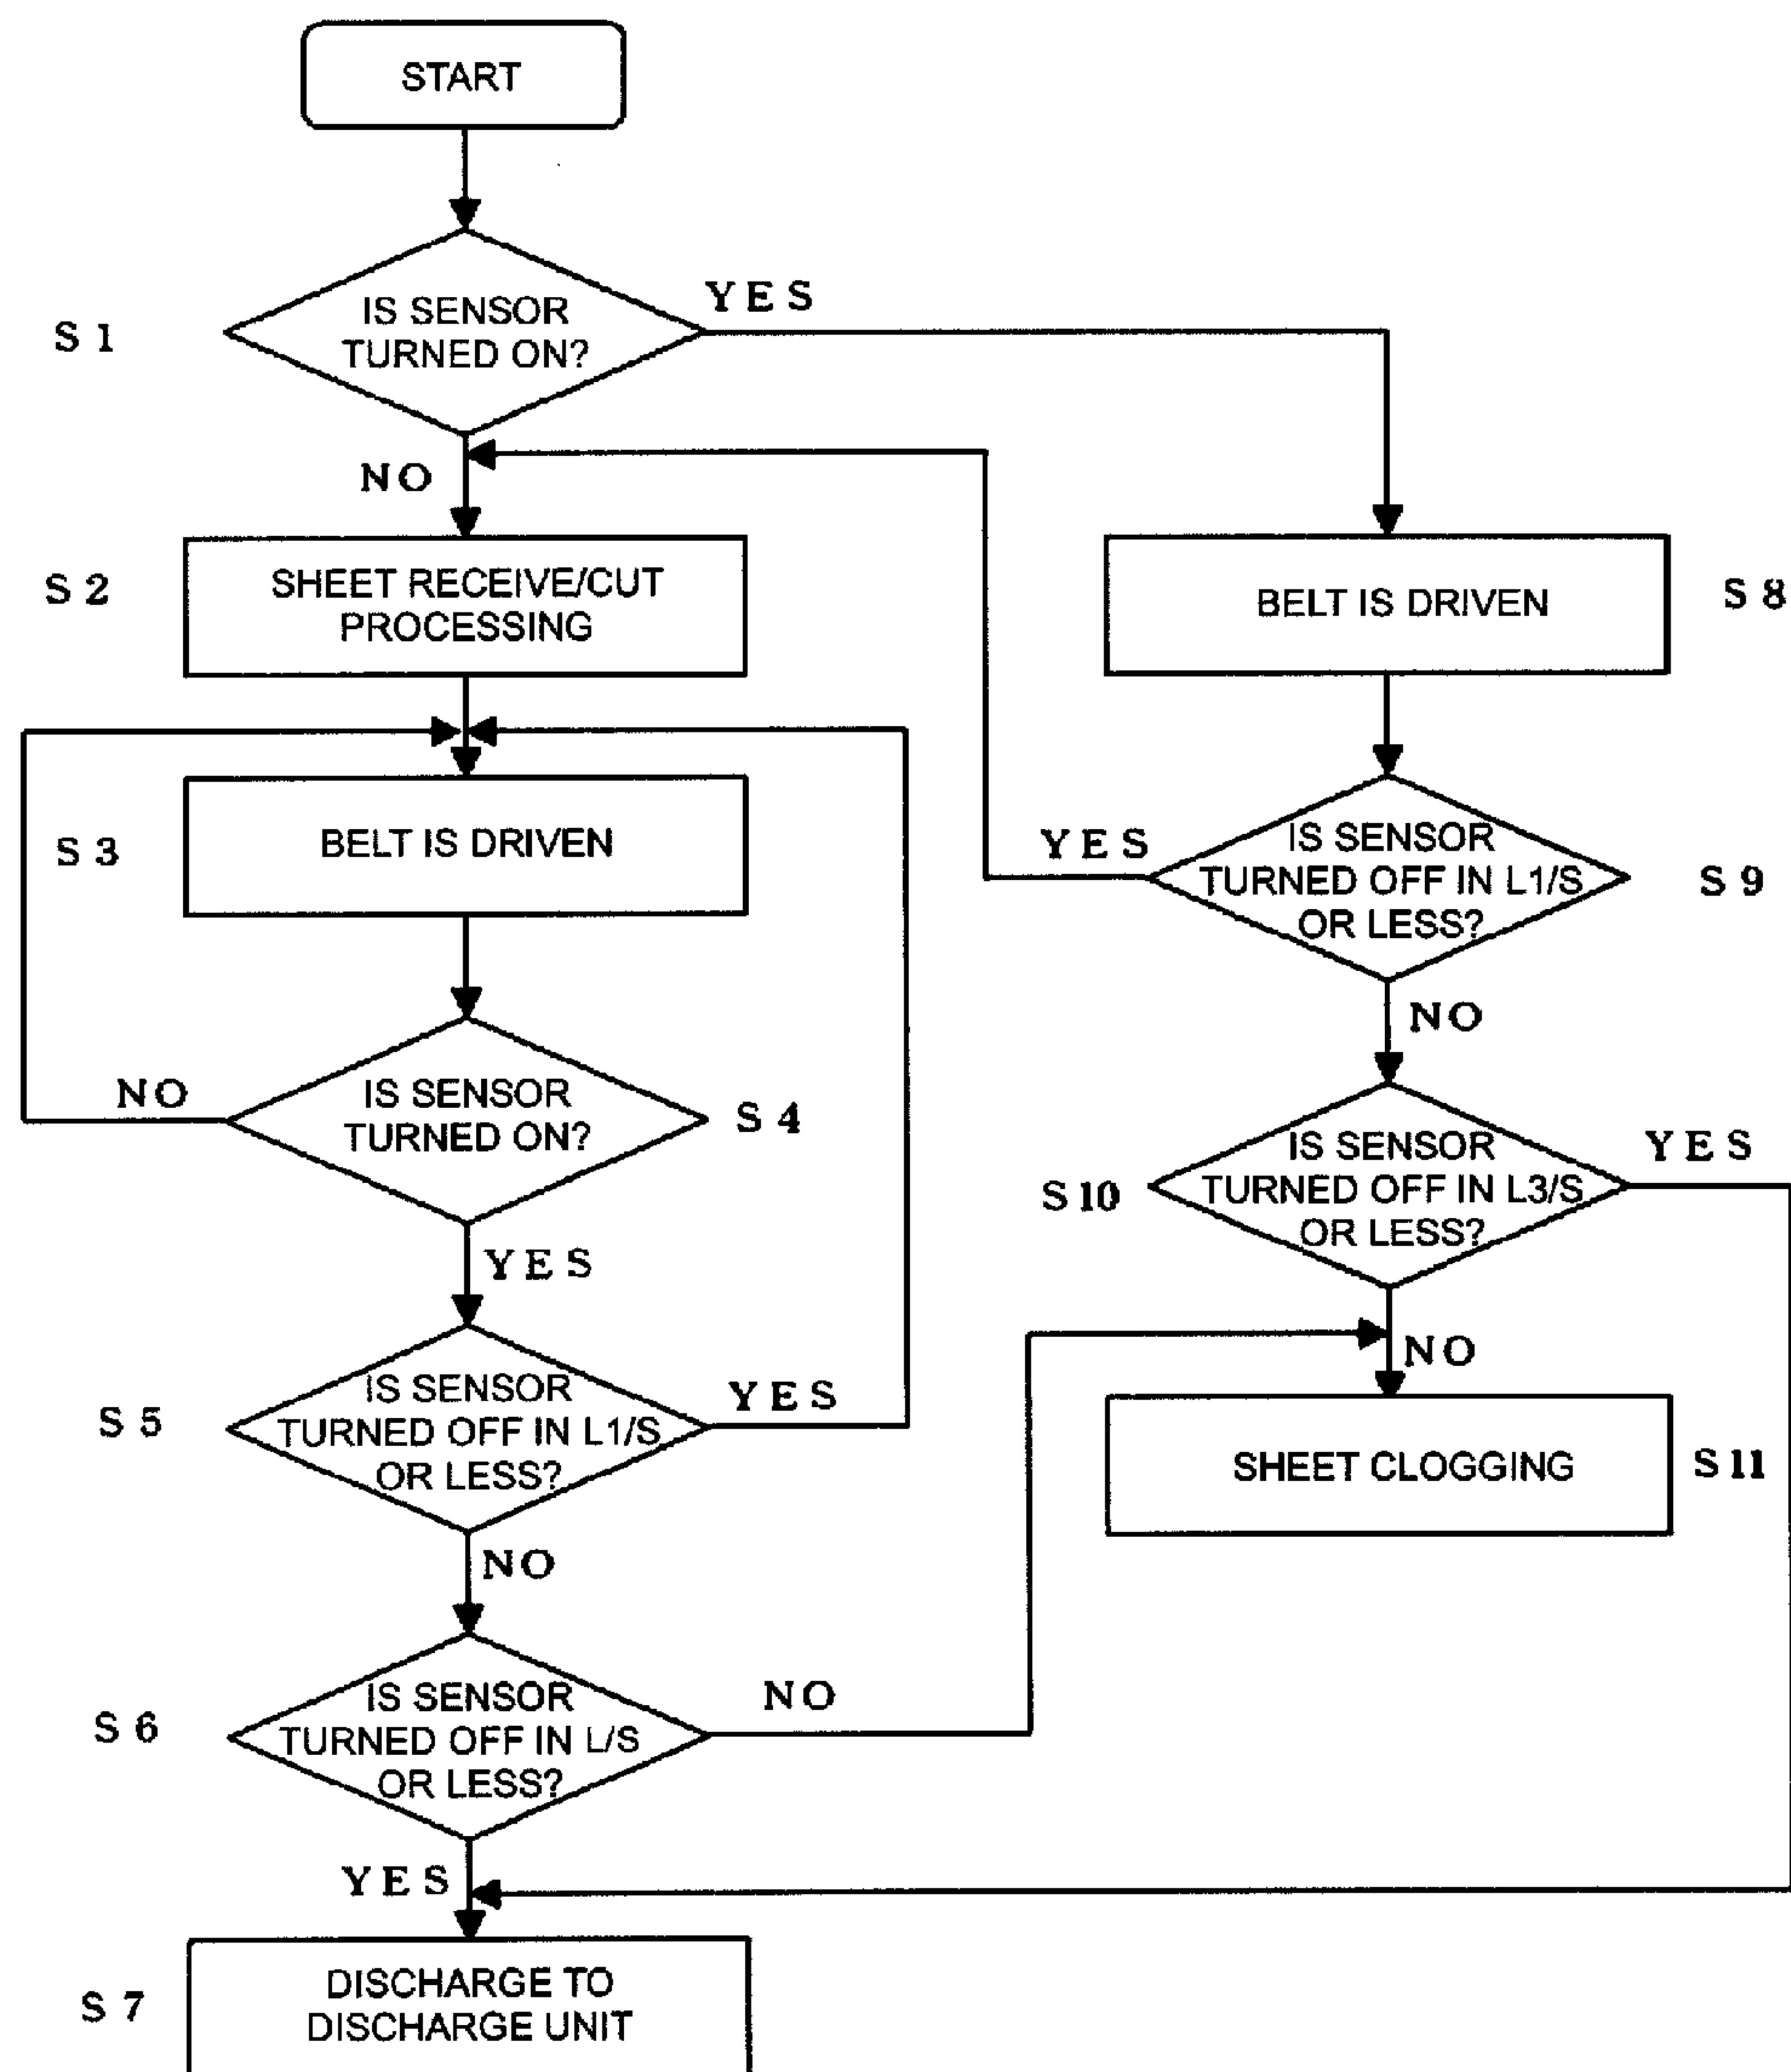 START
S 1
IS SENSOR
TURNED ON?
YES
NO
S 2
SHEET RECEIVE/CUT
PROCESSING
BELT IS DRIVEN
S 8
S 3
BELT IS DRIVEN
YES
IS SENSOR
TURNED OFF IN L1/S
OR LESS?
S 9
NO
NO
IS SENSOR
TURNED ON?
S 4
YES
S 10
IS SENSOR
TURNED OFF IN L3/S
OR LESS?
YES
NO
S 5
IS SENSOR
TURNED OFF IN L1/S
OR LESS?
YES
NO
SHEET CLOGGING
S 11
S 6
IS SENSOR
TURNED OFF IN L/S
OR LESS?
NO
YES
S 7
DISCHARGE TO
DISCHARGE UNIT